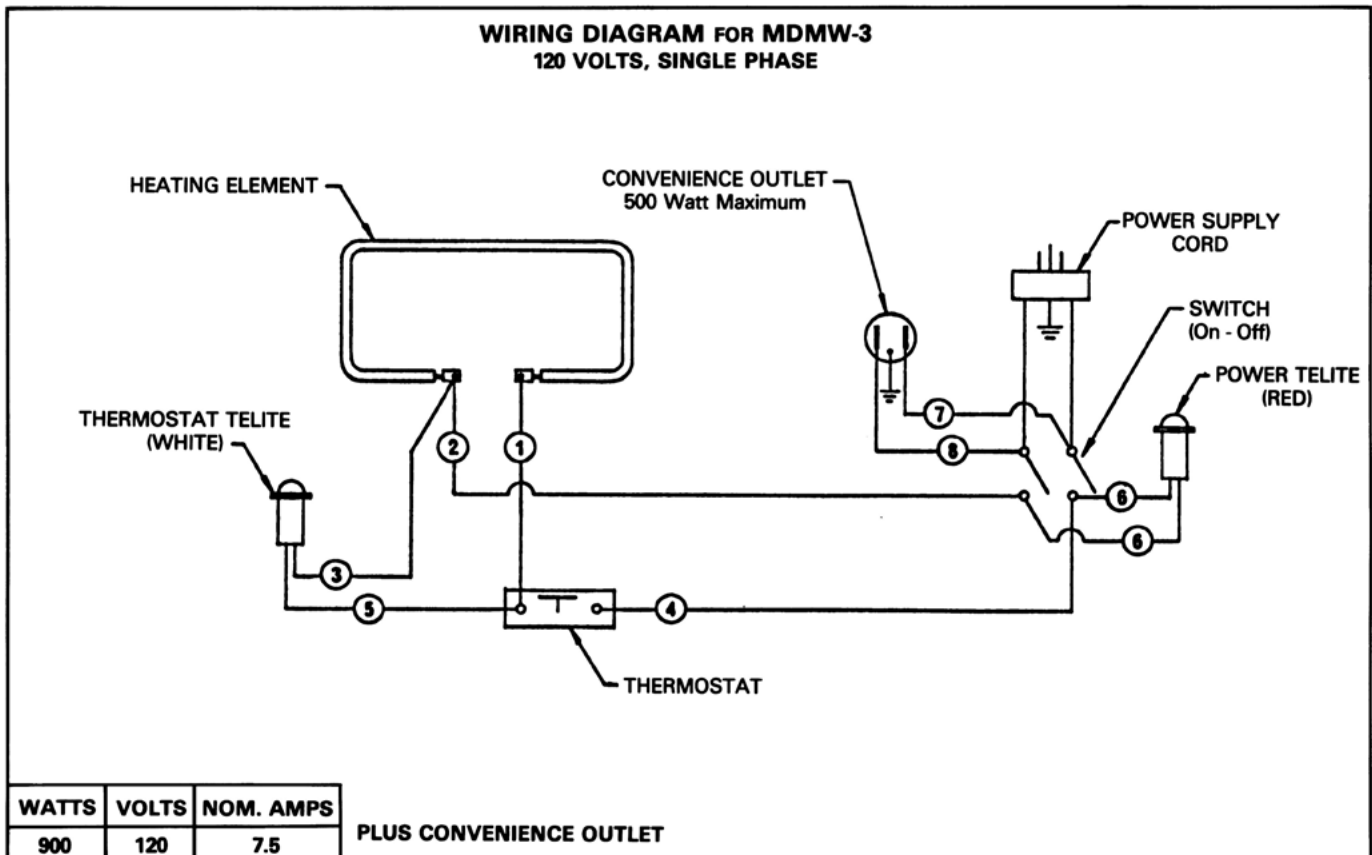 WIRING DIAGRAM FOR MDMW-3
120 VOLTS, SINGLE PHASE
HEATING ELEMENT
CONVENIENCE OUTLET
500 Watt Maximum
POWER SUPPLY
CORD
SWITCH
(On - Off)
POWER TELITE
(RED)
THERMOSTAT TELITE
(WHITE)
7
2
1
8
6
6
3
5
4
THERMOSTAT
WATTS VOLTS NOM. AMPS
900 120 7.5
PLUS CONVENIENCE OUTLET